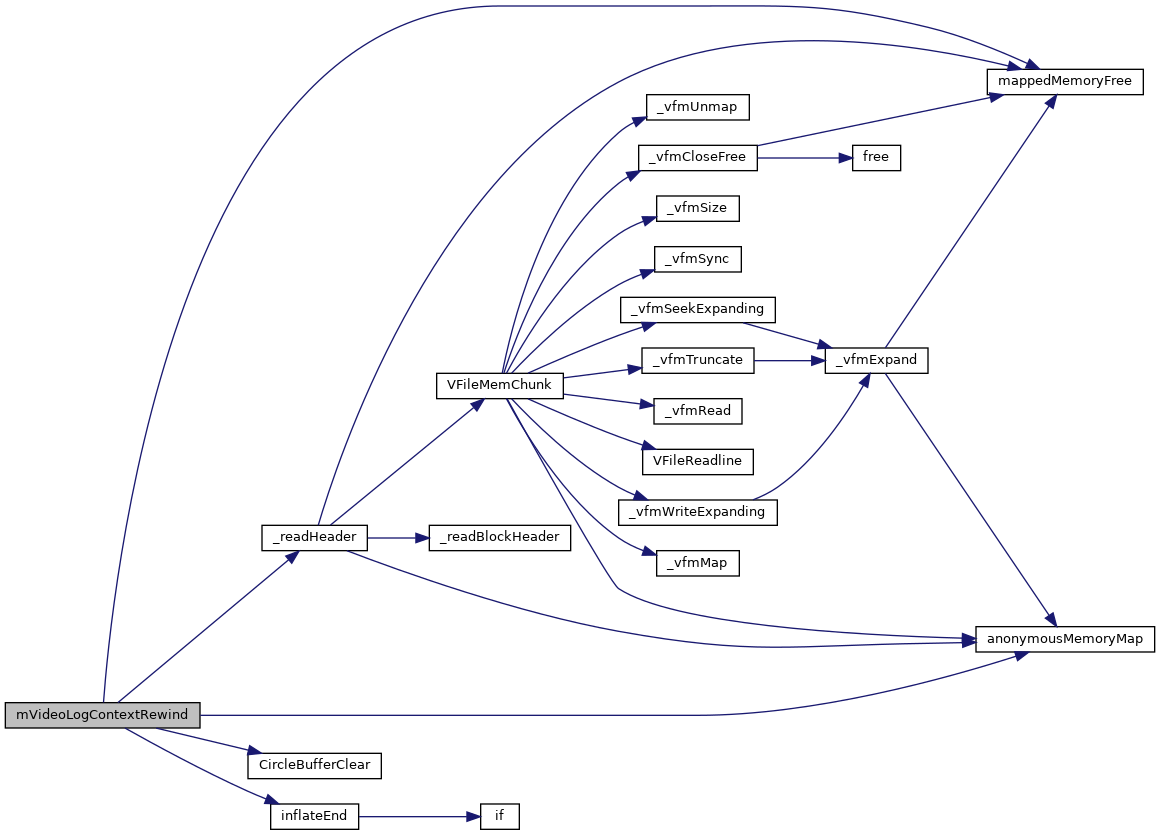 mappedMemoryFree
_vfmUnmap
_vfmCloseFree
free
_vfmSize
_vfmSync
_vfmSeekExpanding
_vfmTruncate
_vfmExpand
VFileMemChunk
_vfmRead
VFileReadline
_vfmWriteExpanding
_readHeader
_readBlockHeader
_vfmMap
anonymousMemoryMap
mVideoLogContextRewind
CircleBufferClear
inflateEnd
if